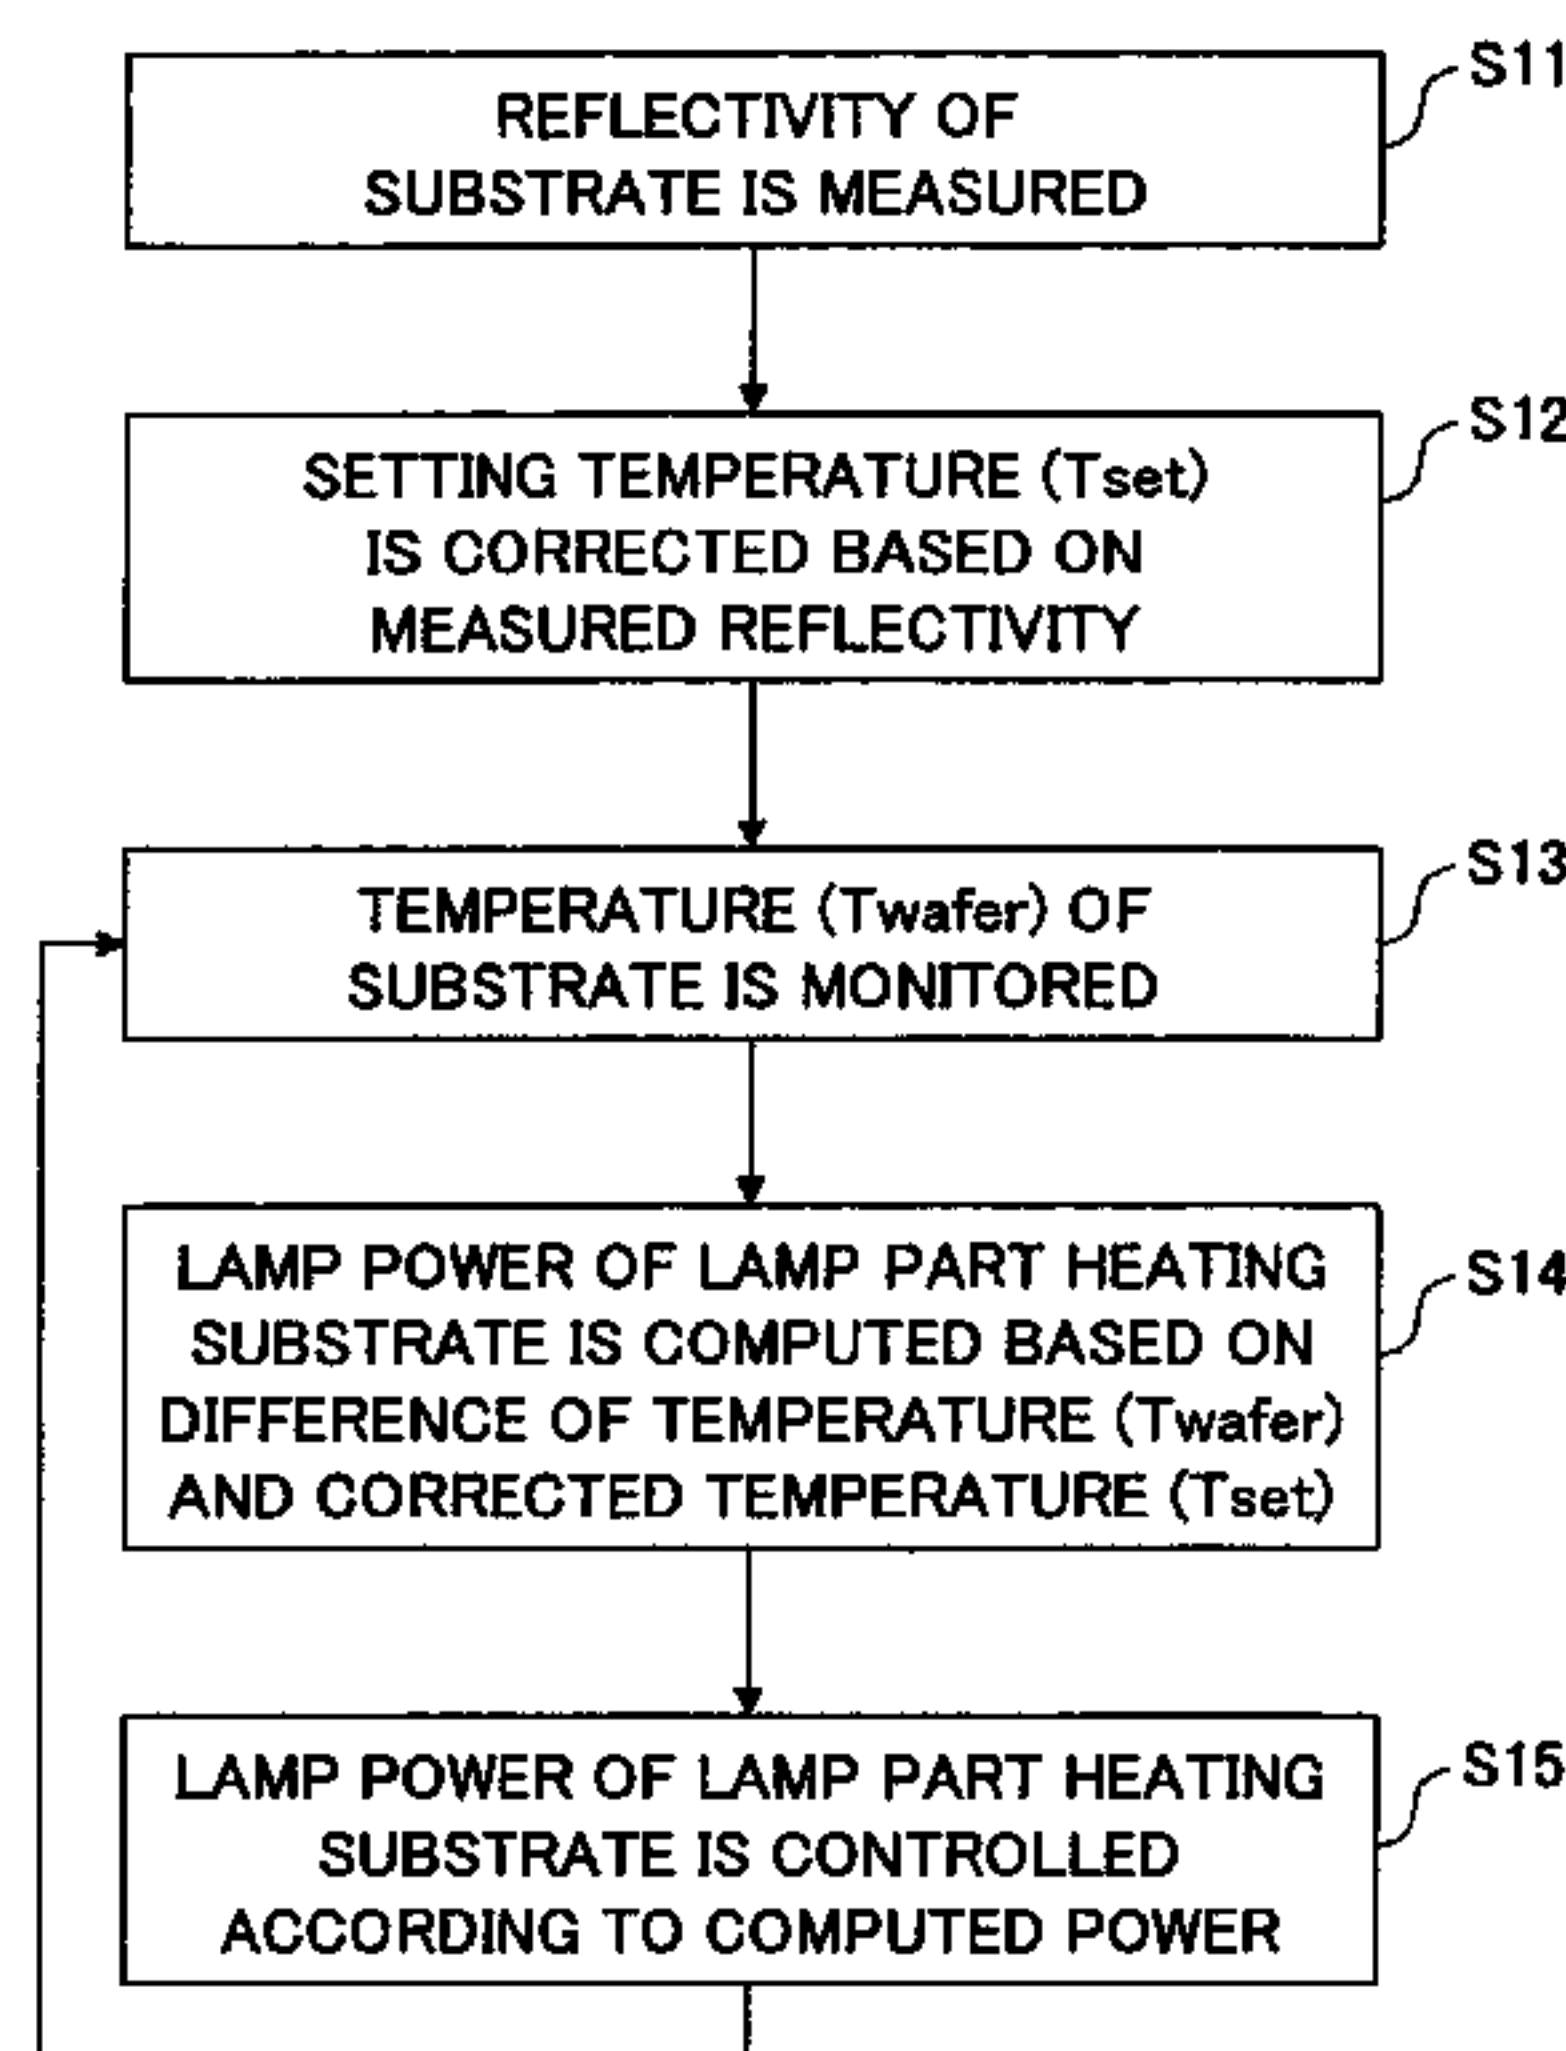 S11
REFLECTIVITY OF
SUBSTRATE IS MEASURED
S12
SETTING TEMPERATURE (Tset)
IS CORRECTED BASED ON
MEASURED REFLECTIVITY
S13
TEMPERATURE (Twafer) OF
SUBSTRATE IS MONITORED
S14
LAMP POWER OF LAMP PART HEATING
SUBSTRATE IS COMPUTED BASED ON
DIFFERENCE OF TEMPERATURE (Twafer)
AND CORRECTED TEMPERATURE (Tset)
S15
LAMP POWER OF LAMP PART HEATING
SUBSTRATE IS CONTROLLED
ACCORDING TO COMPUTED POWER